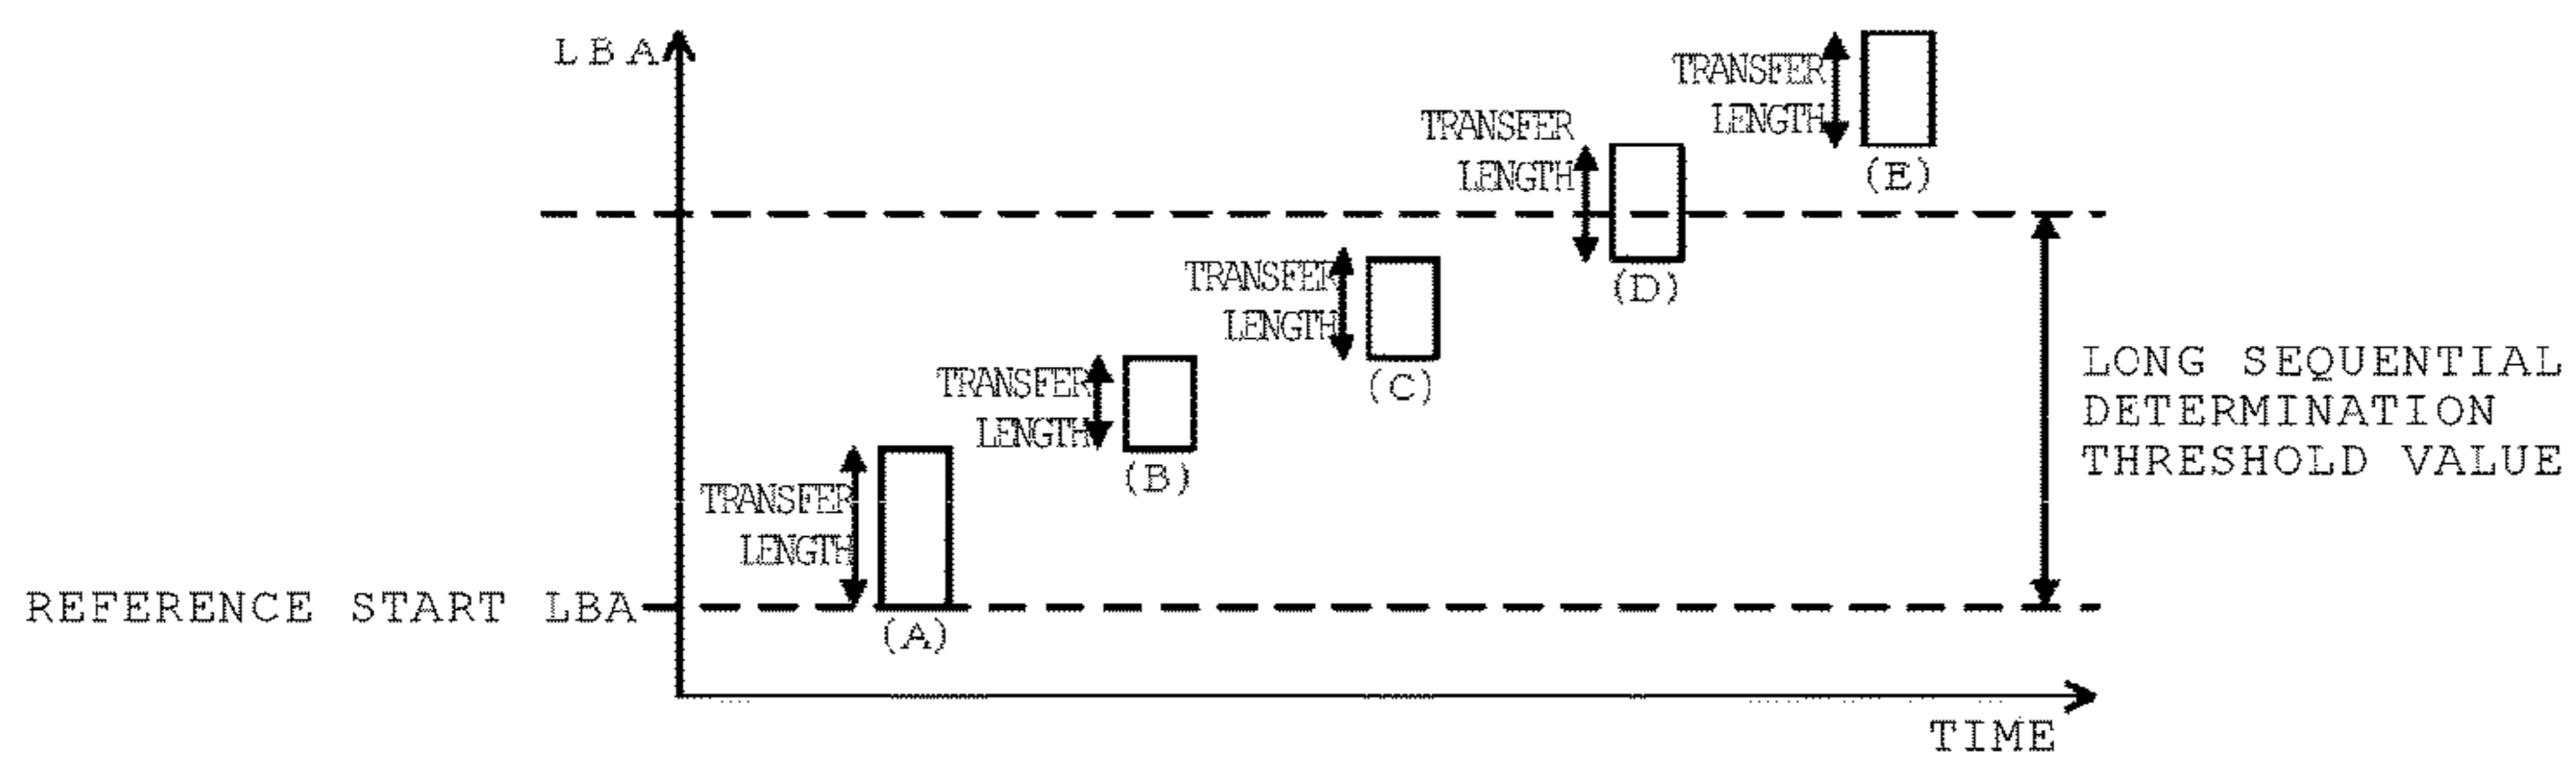 LBA
TRANSFER
LENGTH
(E)
TRANSFER
LENGTH
(D)
TRANSFER
LENGTH
(C)
TRANSFER
LENGTH
(B)
TRANSFER
LENGTH
(A)
LONG SEQUENTIAL
DETERMINATION
THRESHOLD VALUE
REFERENCE START LBA
TIME